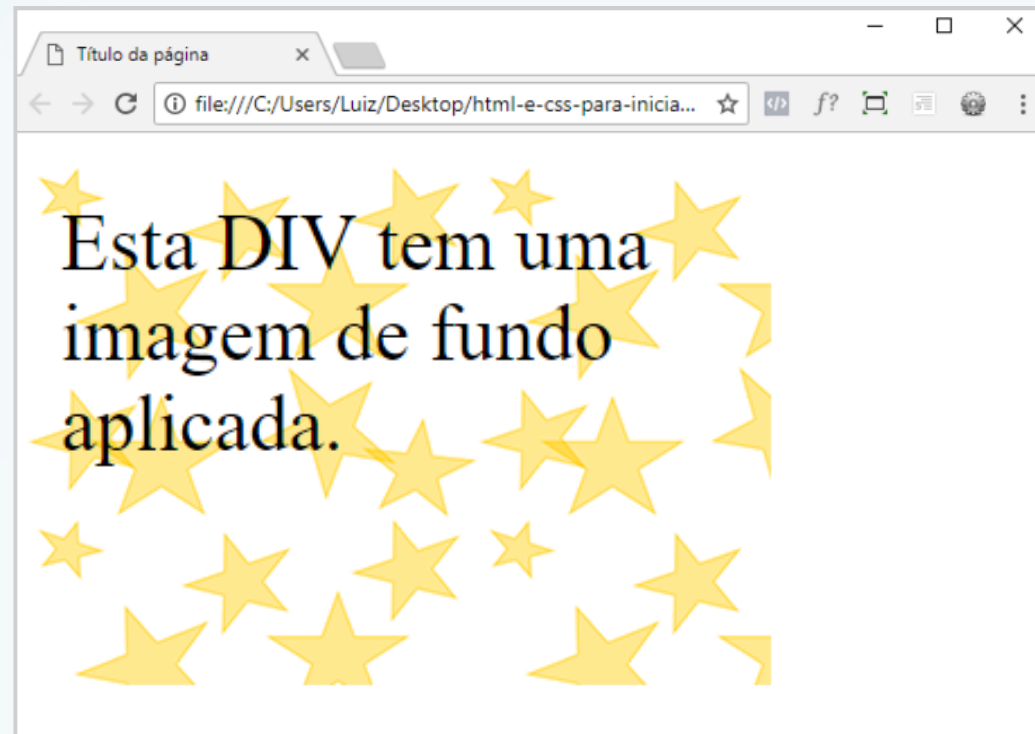 Título da página
file:///C:/Users/Luiz/Desktop/html-e-css-para-inicia...
f?
Esta DIV tem uma
imagem de fundo
aplicada.